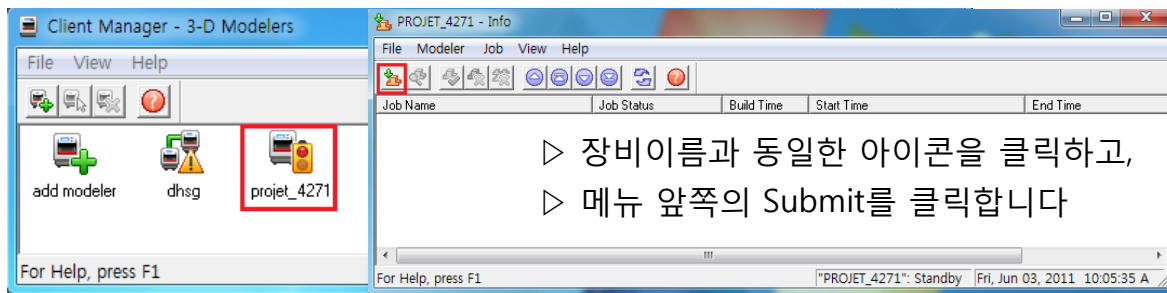 Client Manager - 3-D Modelers
File View Help
add modeler dhsg projet_4271
For Help, press F1
PROJET_4271 - Info
File Modeler Job View Help
Job Name Job Status Build Time Start Time End Time
▷ 장비이름과 동일한 아이콘을 클릭하고,
▷ 메뉴 앞쪽의 Submit를 클릭합니다
For Help, press F1 "PROJET_4271": Standby Fri, Jun 03, 2011 10:05:35 A